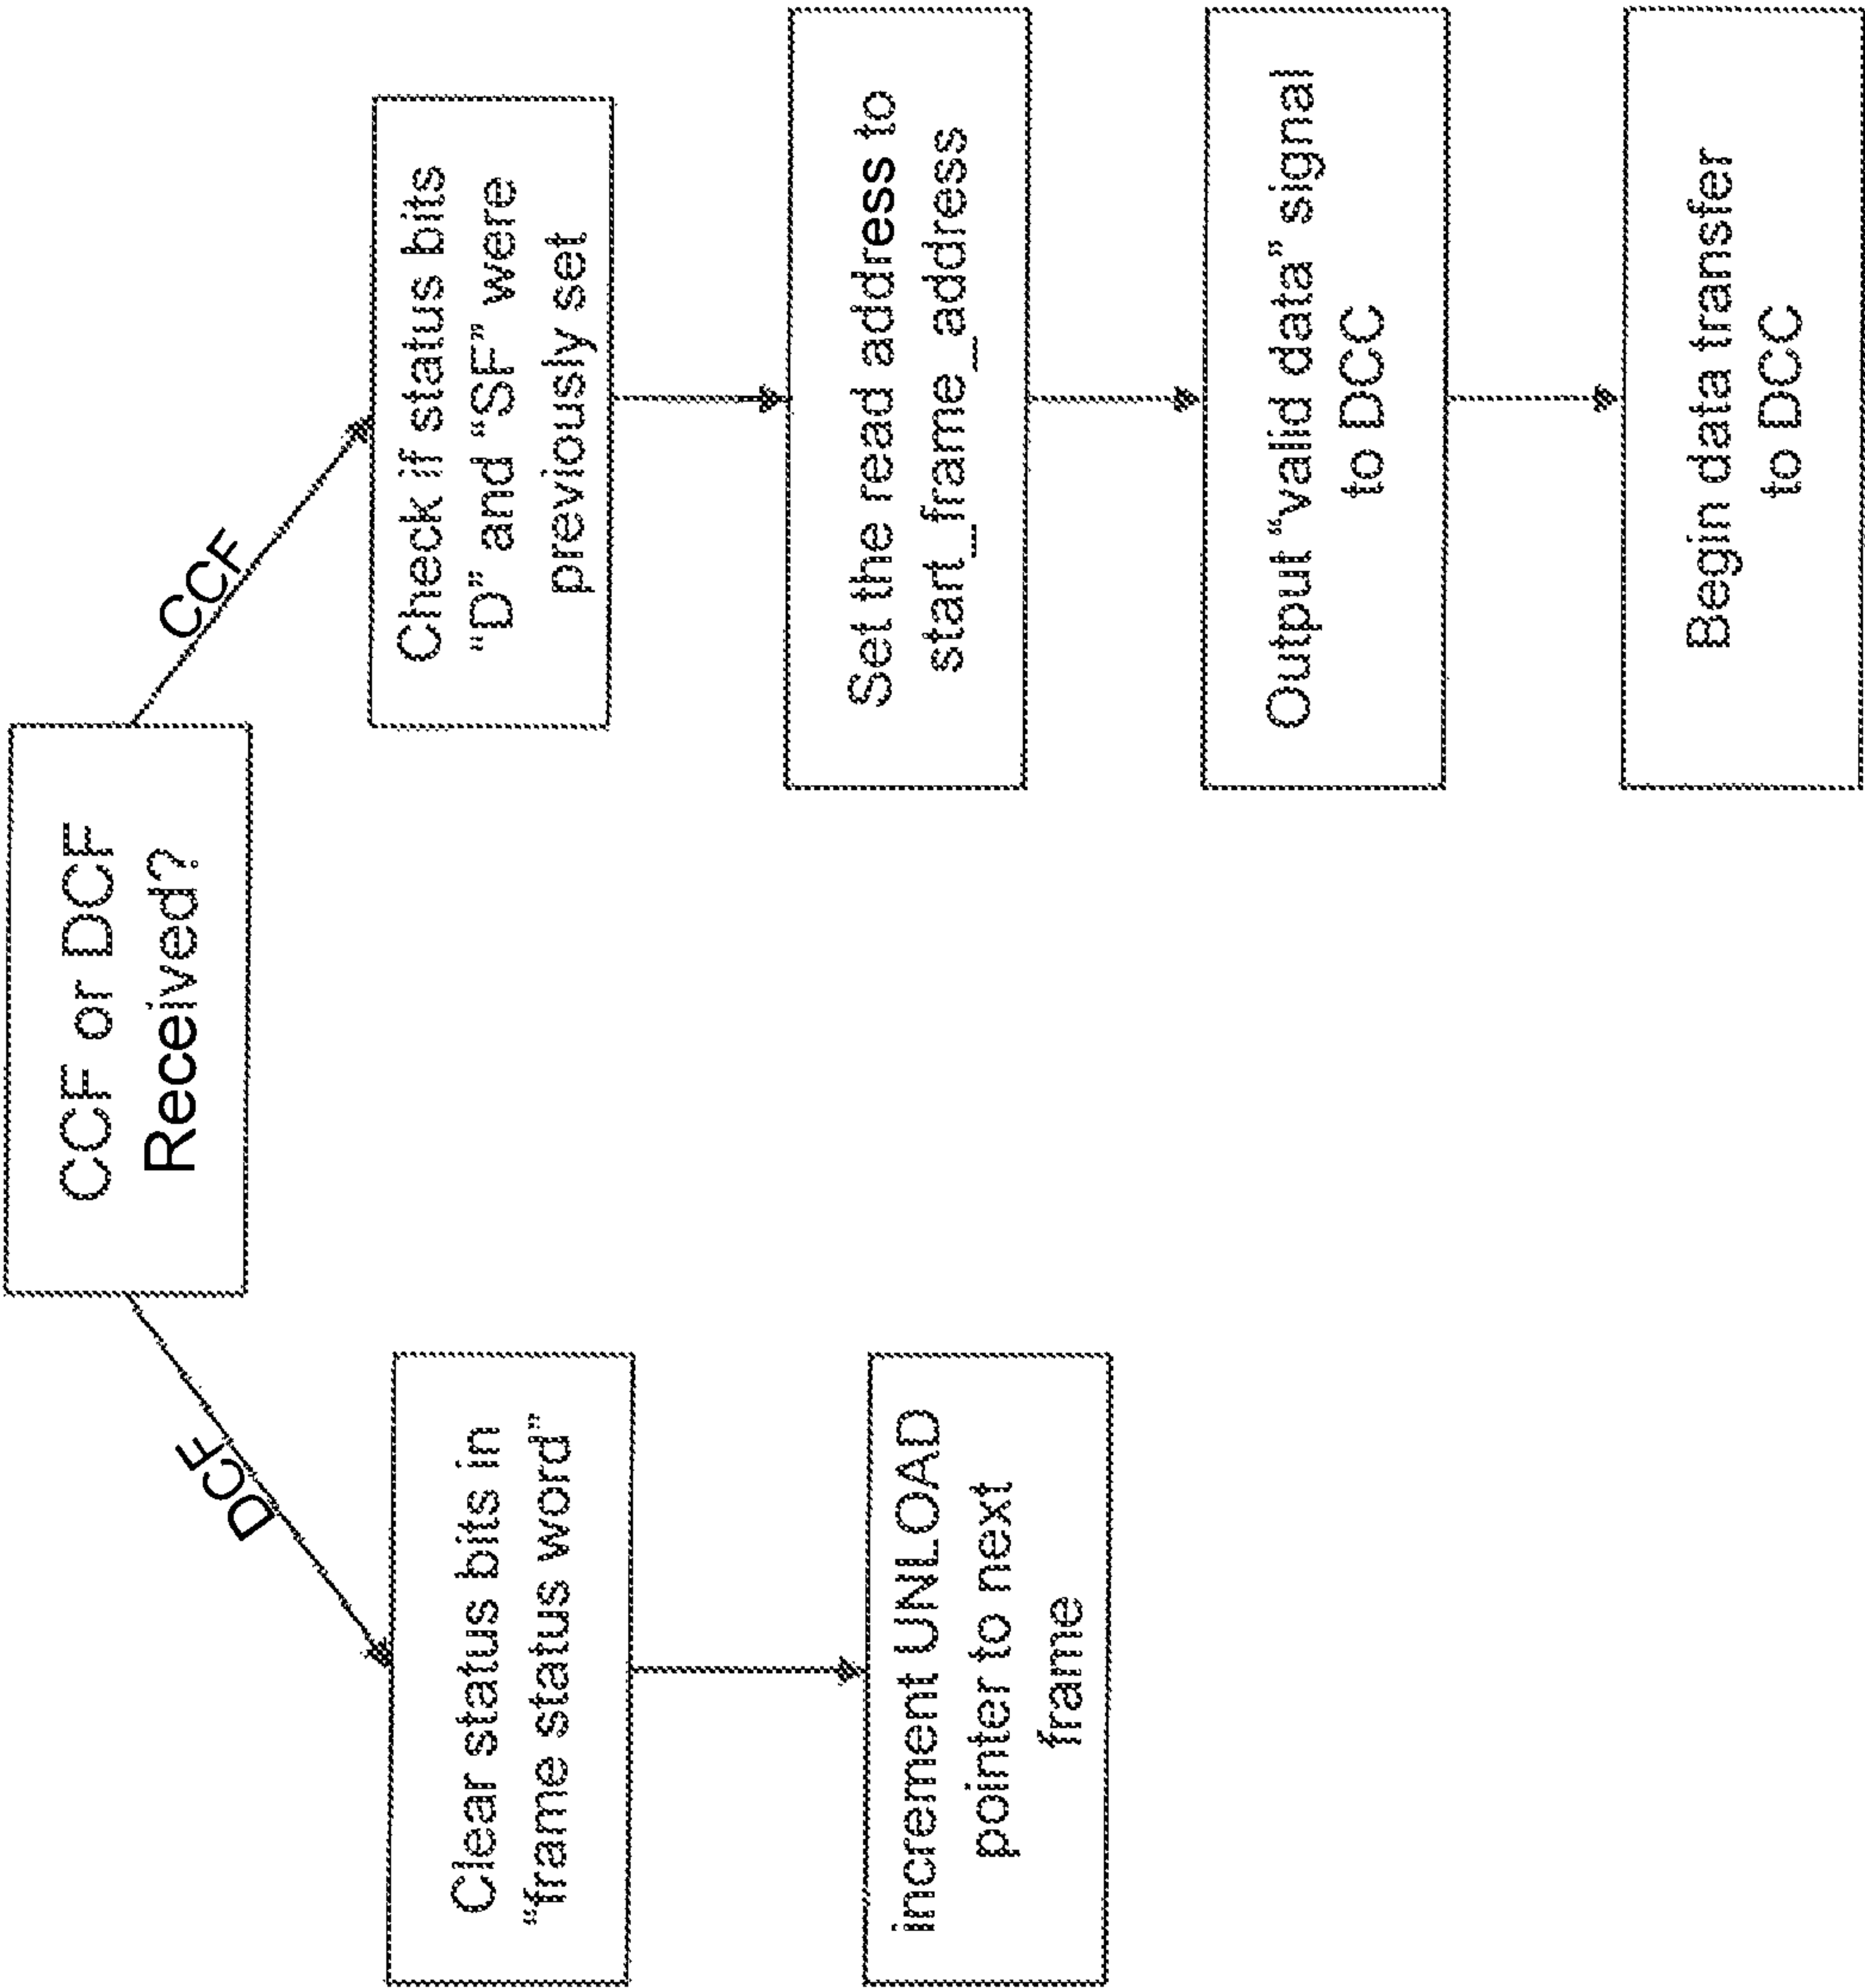 CCF or DCF
Received?
DCF
CCF
Clear status bits in
“frame status word”
increment UNLOAD
pointer to next
frame
Check if status bits
“D” and “SF” were
previously set
Set the read address to
start_frame_address
Output “valid data” signal
to DCC
Begin data transfer
to DCC